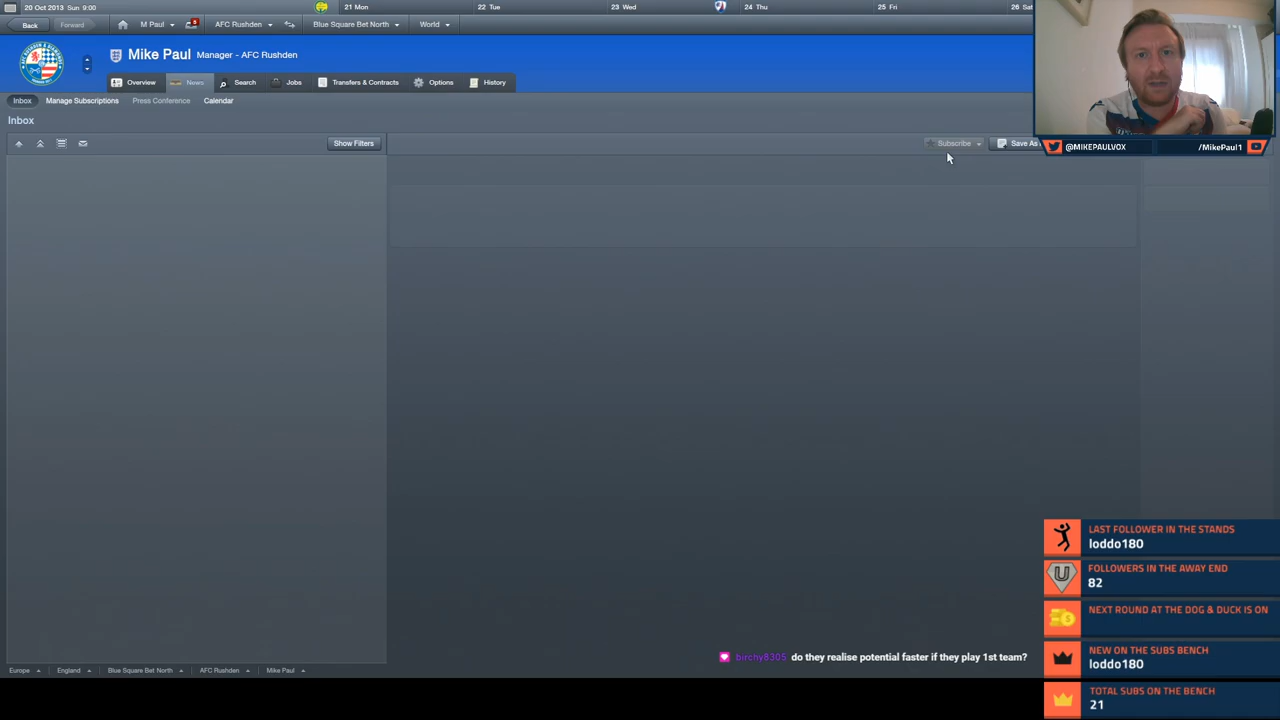 20 Oct 2013 Sun 9:00 21 Mon 22 Tue 23 Wed 24 Thu 25 Fri 26 Sat
Back Forward M Paul AFC Rushden Blue Square Bet North World
Mike Paul Manager - AFC Rushden
Overview News Search Jobs Transfers & Contracts Options History
Inbox Manage Subscriptions Press Conference Calendar
Inbox
Show Filters Subscribe Save As
@MIKEPAULVOX /MikePaul1
LAST FOLLOWER IN THE STANDS
loddo180
FOLLOWERS IN THE AWAY END
82
NEXT ROUND AT THE DOG & DUCK IS ON
NEW ON THE SUBS BENCH
birchy8305 do they realise potential faster if they play 1st team?
loddo180
Europe England Blue Square Bet North AFC Rushden Mike Paul
TOTAL SUBS ON THE BENCH
21